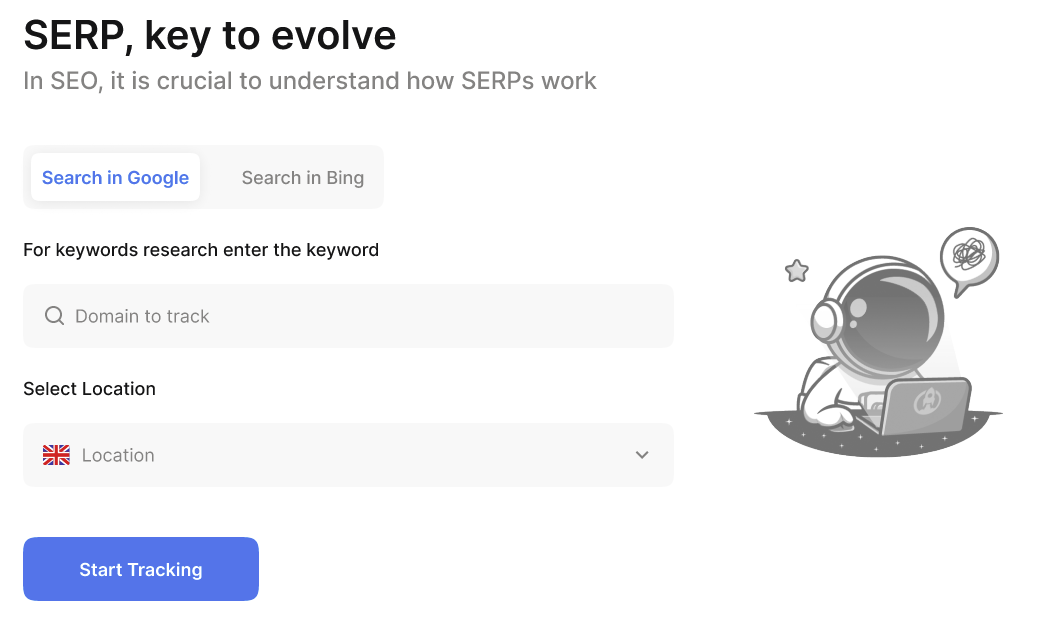 SERP, key to evolve
In SEO, it is crucial to understand how SERPs work
Search in Google
Search in Bing
For keywords research enter the keyword
Domain to track
Select Location
Location
Start Tracking